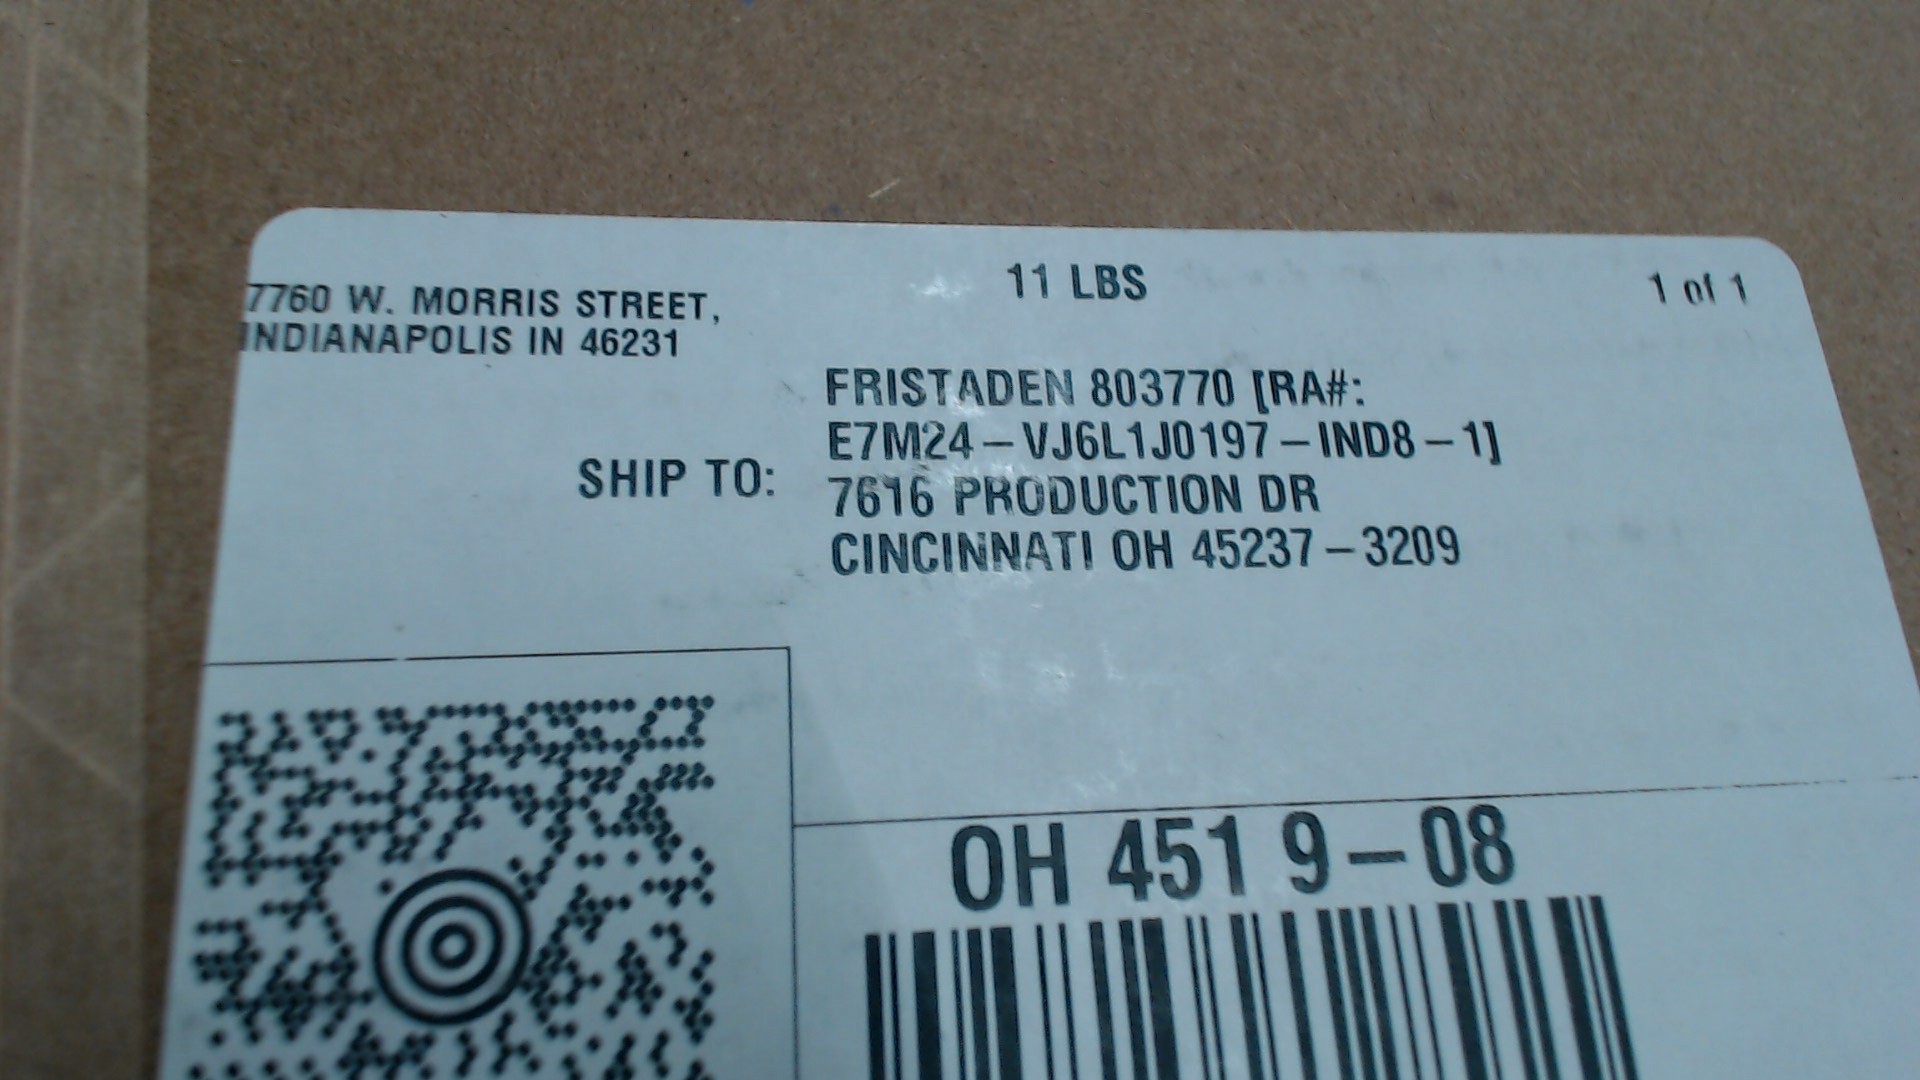 7760 W. MORRIS STREET,
INDIANAPOLIS IN 46231
11 LBS
1 of 1
SHIP TO:
FRISTADEN 803770 [RA#:
E7M24-VJ6L1J0197-IND8-1]
7616 PRODUCTION DR
CINCINNATI OH 45237-3209
OH 451 9-08